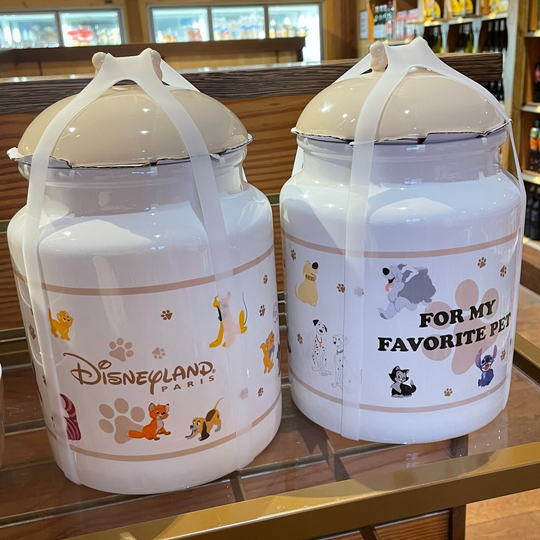 Disneyland
PARIS
FOR MY
FAVORITE PET